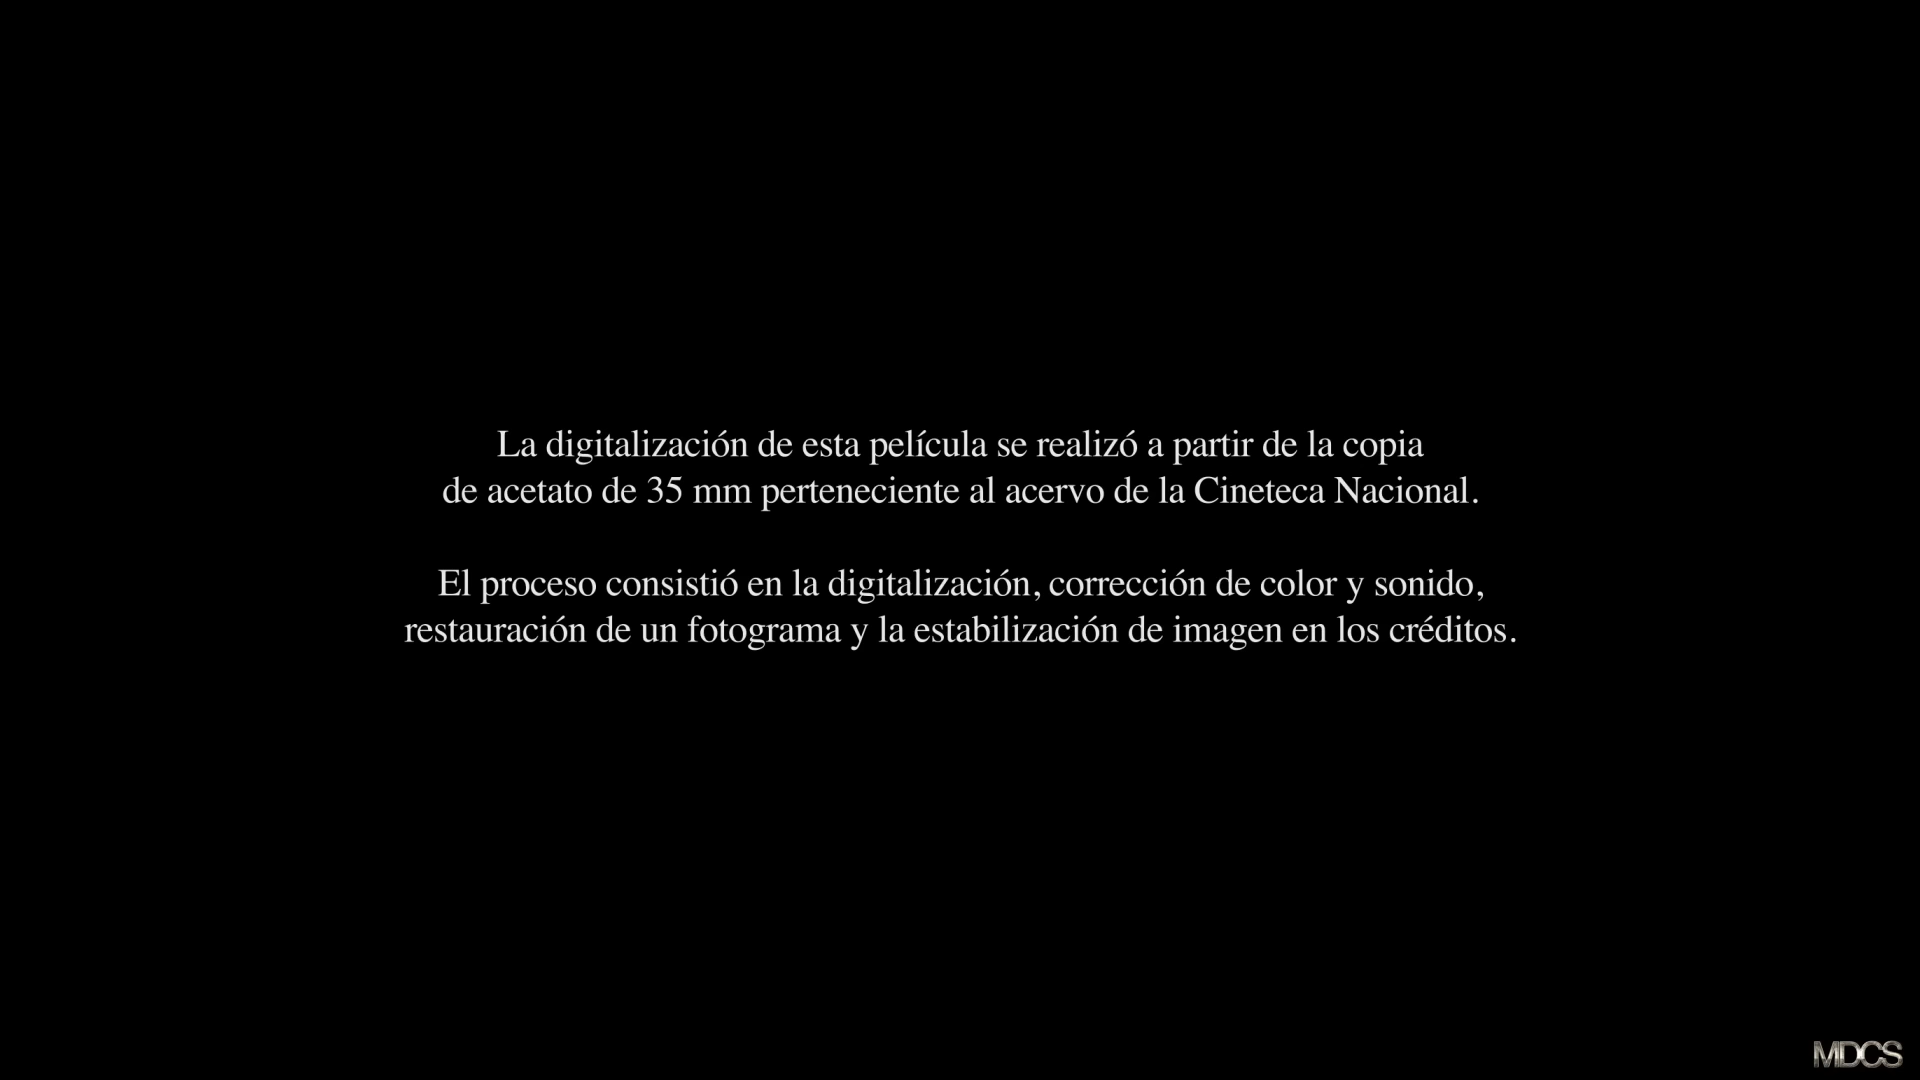 La digitalización de esta película se realizó a partir de la copia
de acetato de 35 mm perteneciente al acervo de la Cineteca Nacional.
El proceso consistió en la digitalización, corrección de color y sonido,
restauración de un fotograma y la estabilización de imagen en los créditos.
MDCS